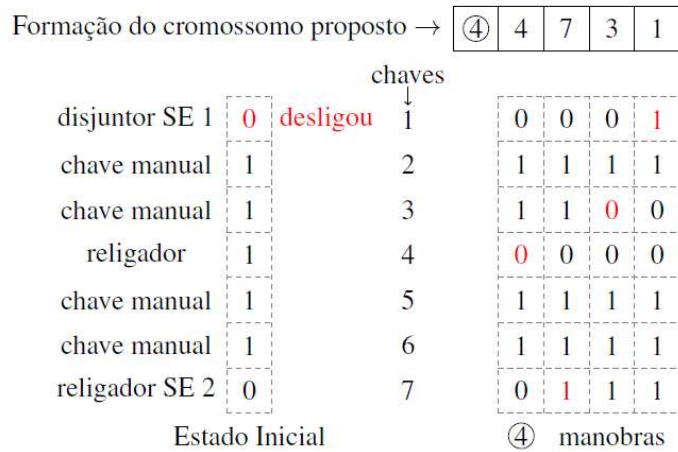 Formação do cromossomo proposto → ④ 4 7 3 1
chaves
↓
disjuntor SE 1 0 desligou 1 0 0 0 1
chave manual 1 2 1 1 1 1
chave manual 1 3 1 1 0 0
religador 1 4 0 0 0 0
chave manual 1 5 1 1 1 1
chave manual 1 6 1 1 1 1
religador SE 2 0 7 0 1 1 1
Estado Inicial ④ manobras